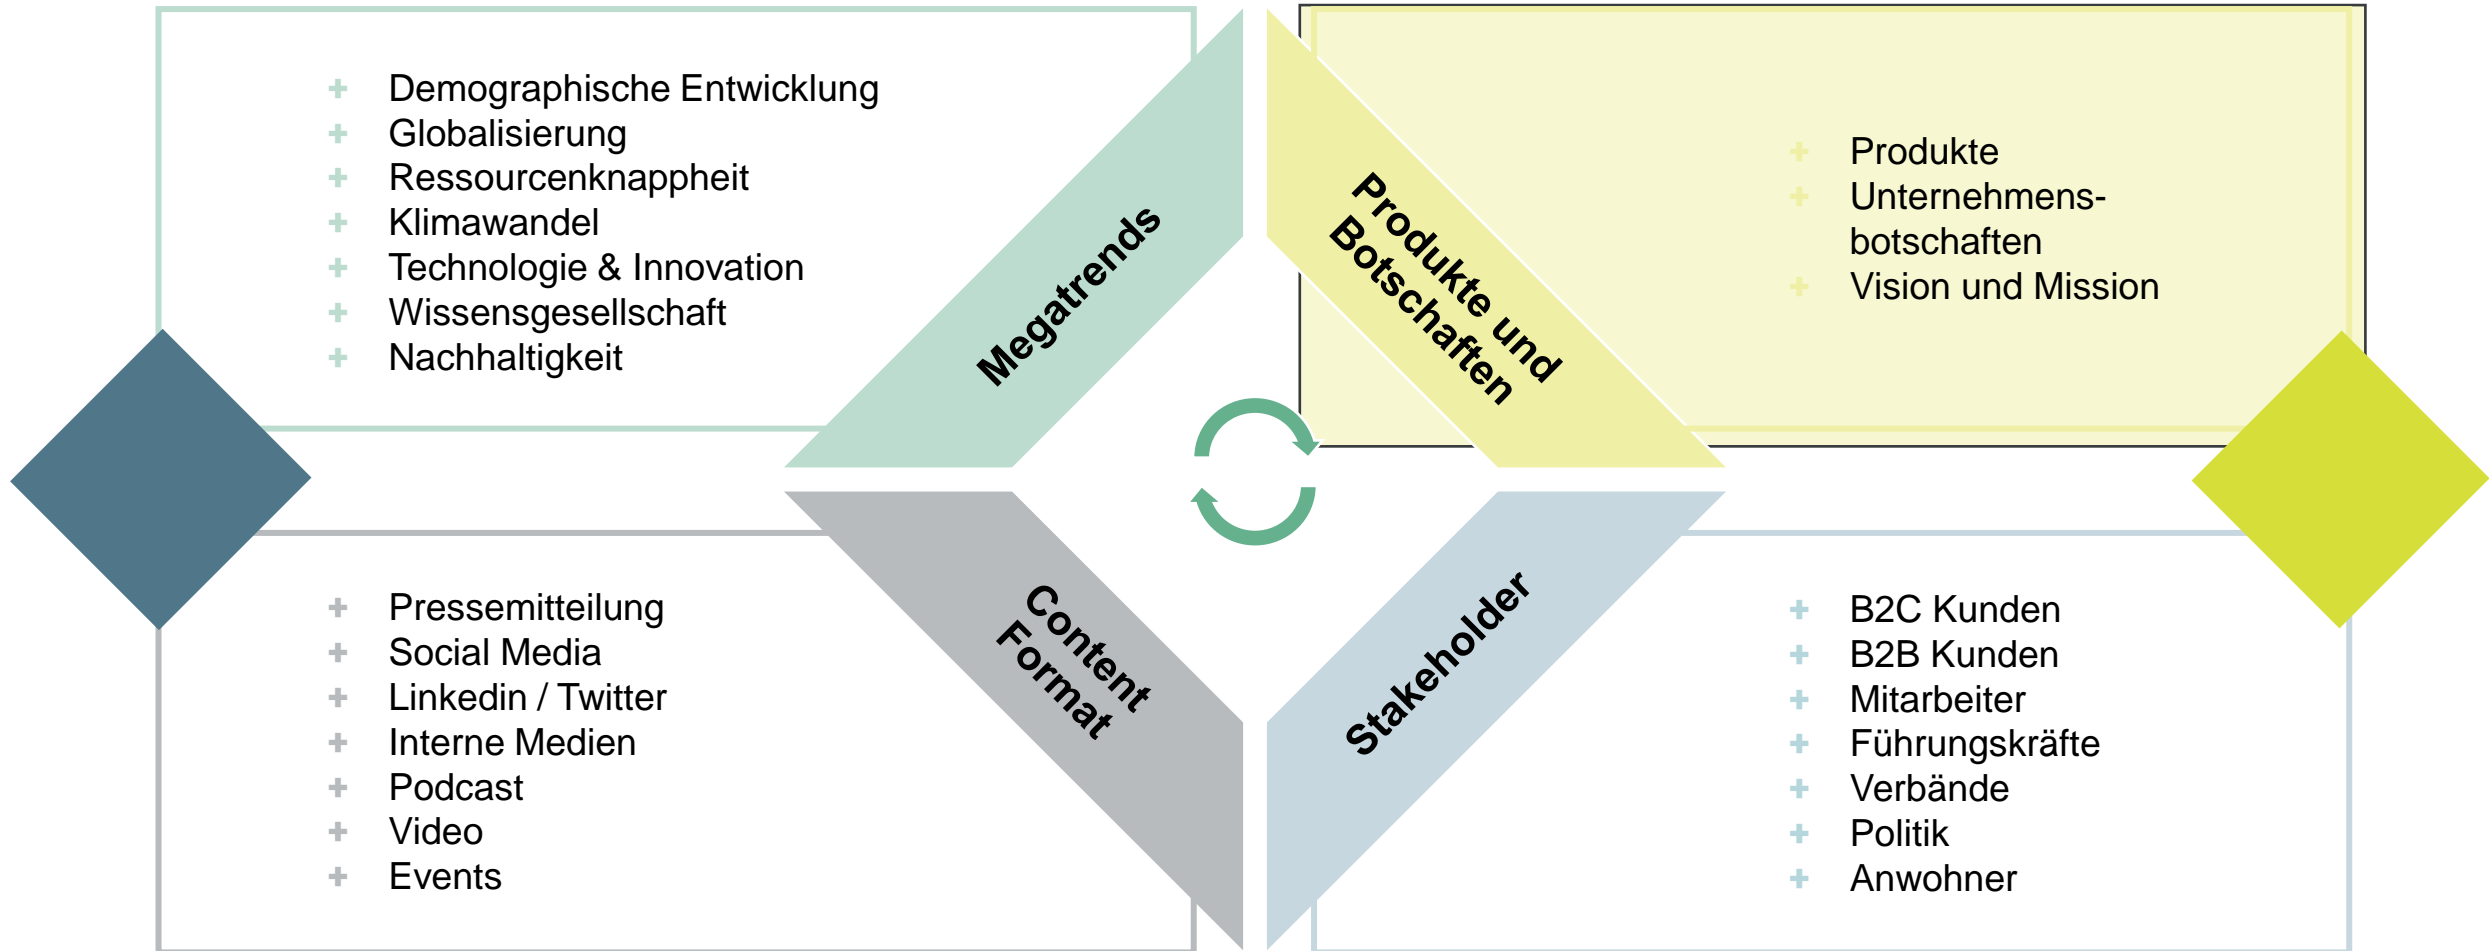 Demographische Entwicklung
Globalisierung
Ressourcenknappheit
Klimawandel
Technologie & Innovation
Wissensgesellschaft
Nachhaltigkeit
Megatrends
Produkte und
Botschaften
Produkte
Unternehmens-
botschaften
Vision und Mission
Pressemitteilung
Social Media
Linkedin / Twitter
Interne Medien
Podcast
Video
Events
Content
Format
Stakeholder
B2C Kunden
B2B Kunden
Mitarbeiter
Führungskräfte
Verbände
Politik
Anwohner